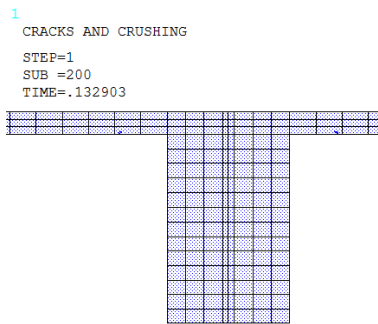 1
CRACKS AND CRUSHING
STEP=1
SUB =200
TIME=.132903